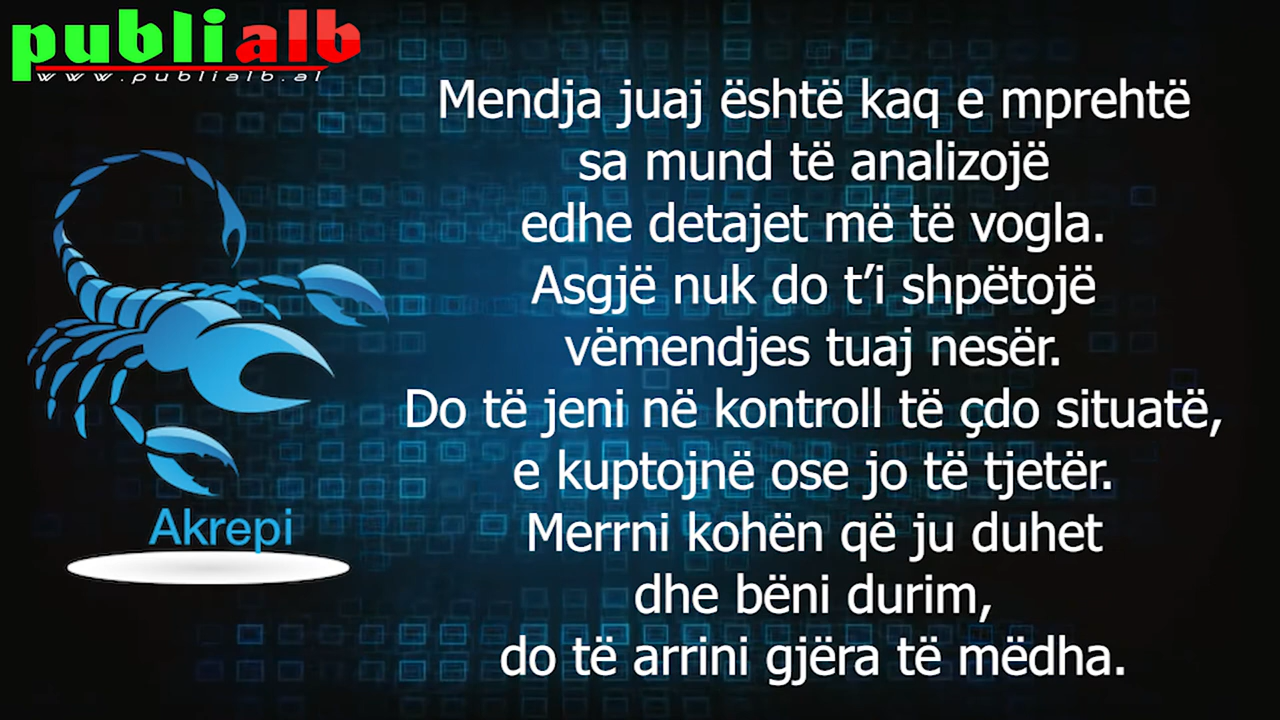 publialb
www.publialb.al
Mendja juaj është kaq e mprehtë
sa mund të analizojë
edhe detajet më të vogla.
Asgjë nuk do t’i shpëtojë
vëmendjes tuaj nesër.
Do të jeni në kontroll të çdo situatë,
e kuptojnë ose jo të tjetër.
Merrni kohën që ju duhet
dhe bëni durim,
do të arrini gjëra të mëdha.
Akrepi